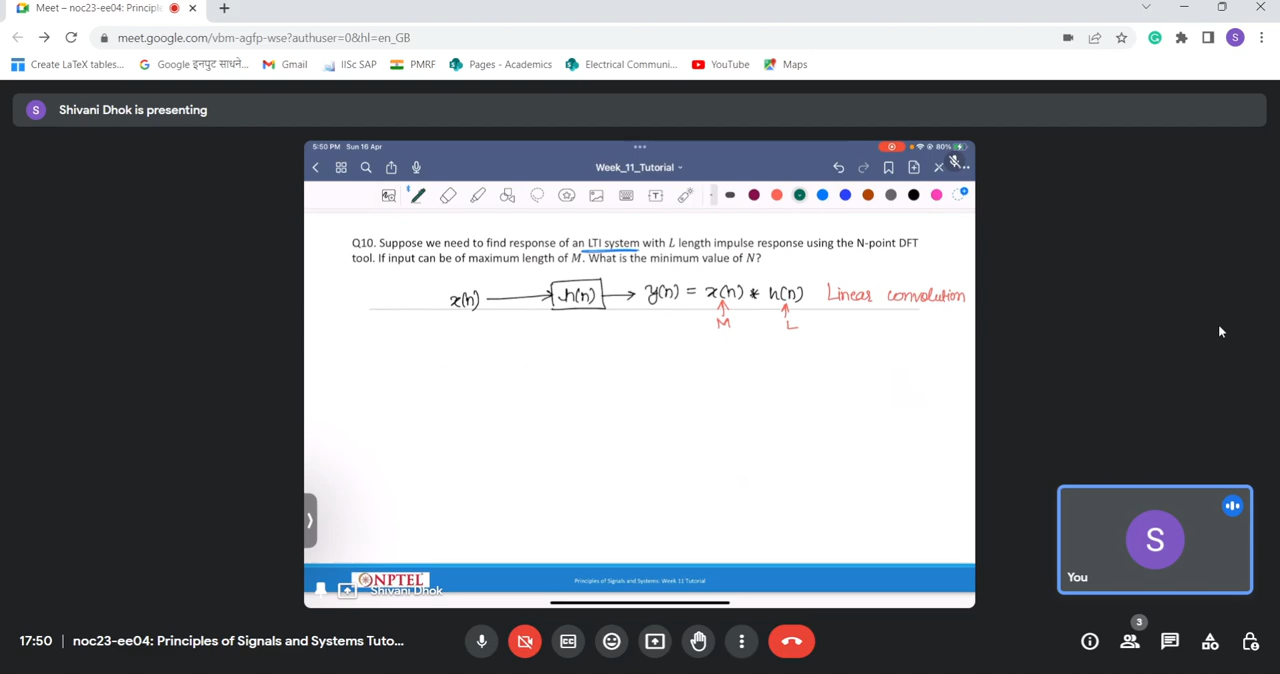 Meet – noc23-ee04: Principle
meet.google.com/vbm-agfp-wse?authuser=0&hl=en_GB
S
Create LaTeX tables... Google इनपुट साधने... Gmail IISc SAP PMRF Pages - Academics Electrical Communi... YouTube Maps
S Shivani Dhok is presenting
5:50 PM Sun 16 Apr 80%
Week_11_Tutorial
Q10. Suppose we need to find response of an LTI system with L length impulse response using the N-point DFT
tool. If input can be of maximum length of M. What is the minimum value of N?
x(n) h(n) y(n) = x(n) * h(n) Linear convolution
M L
NPTEL
Principles of Signals and Systems: Week 11 Tutorial
Shivani Dhok
S
You
17:50 noc23-ee04: Principles of Signals and Systems Tuto...
3